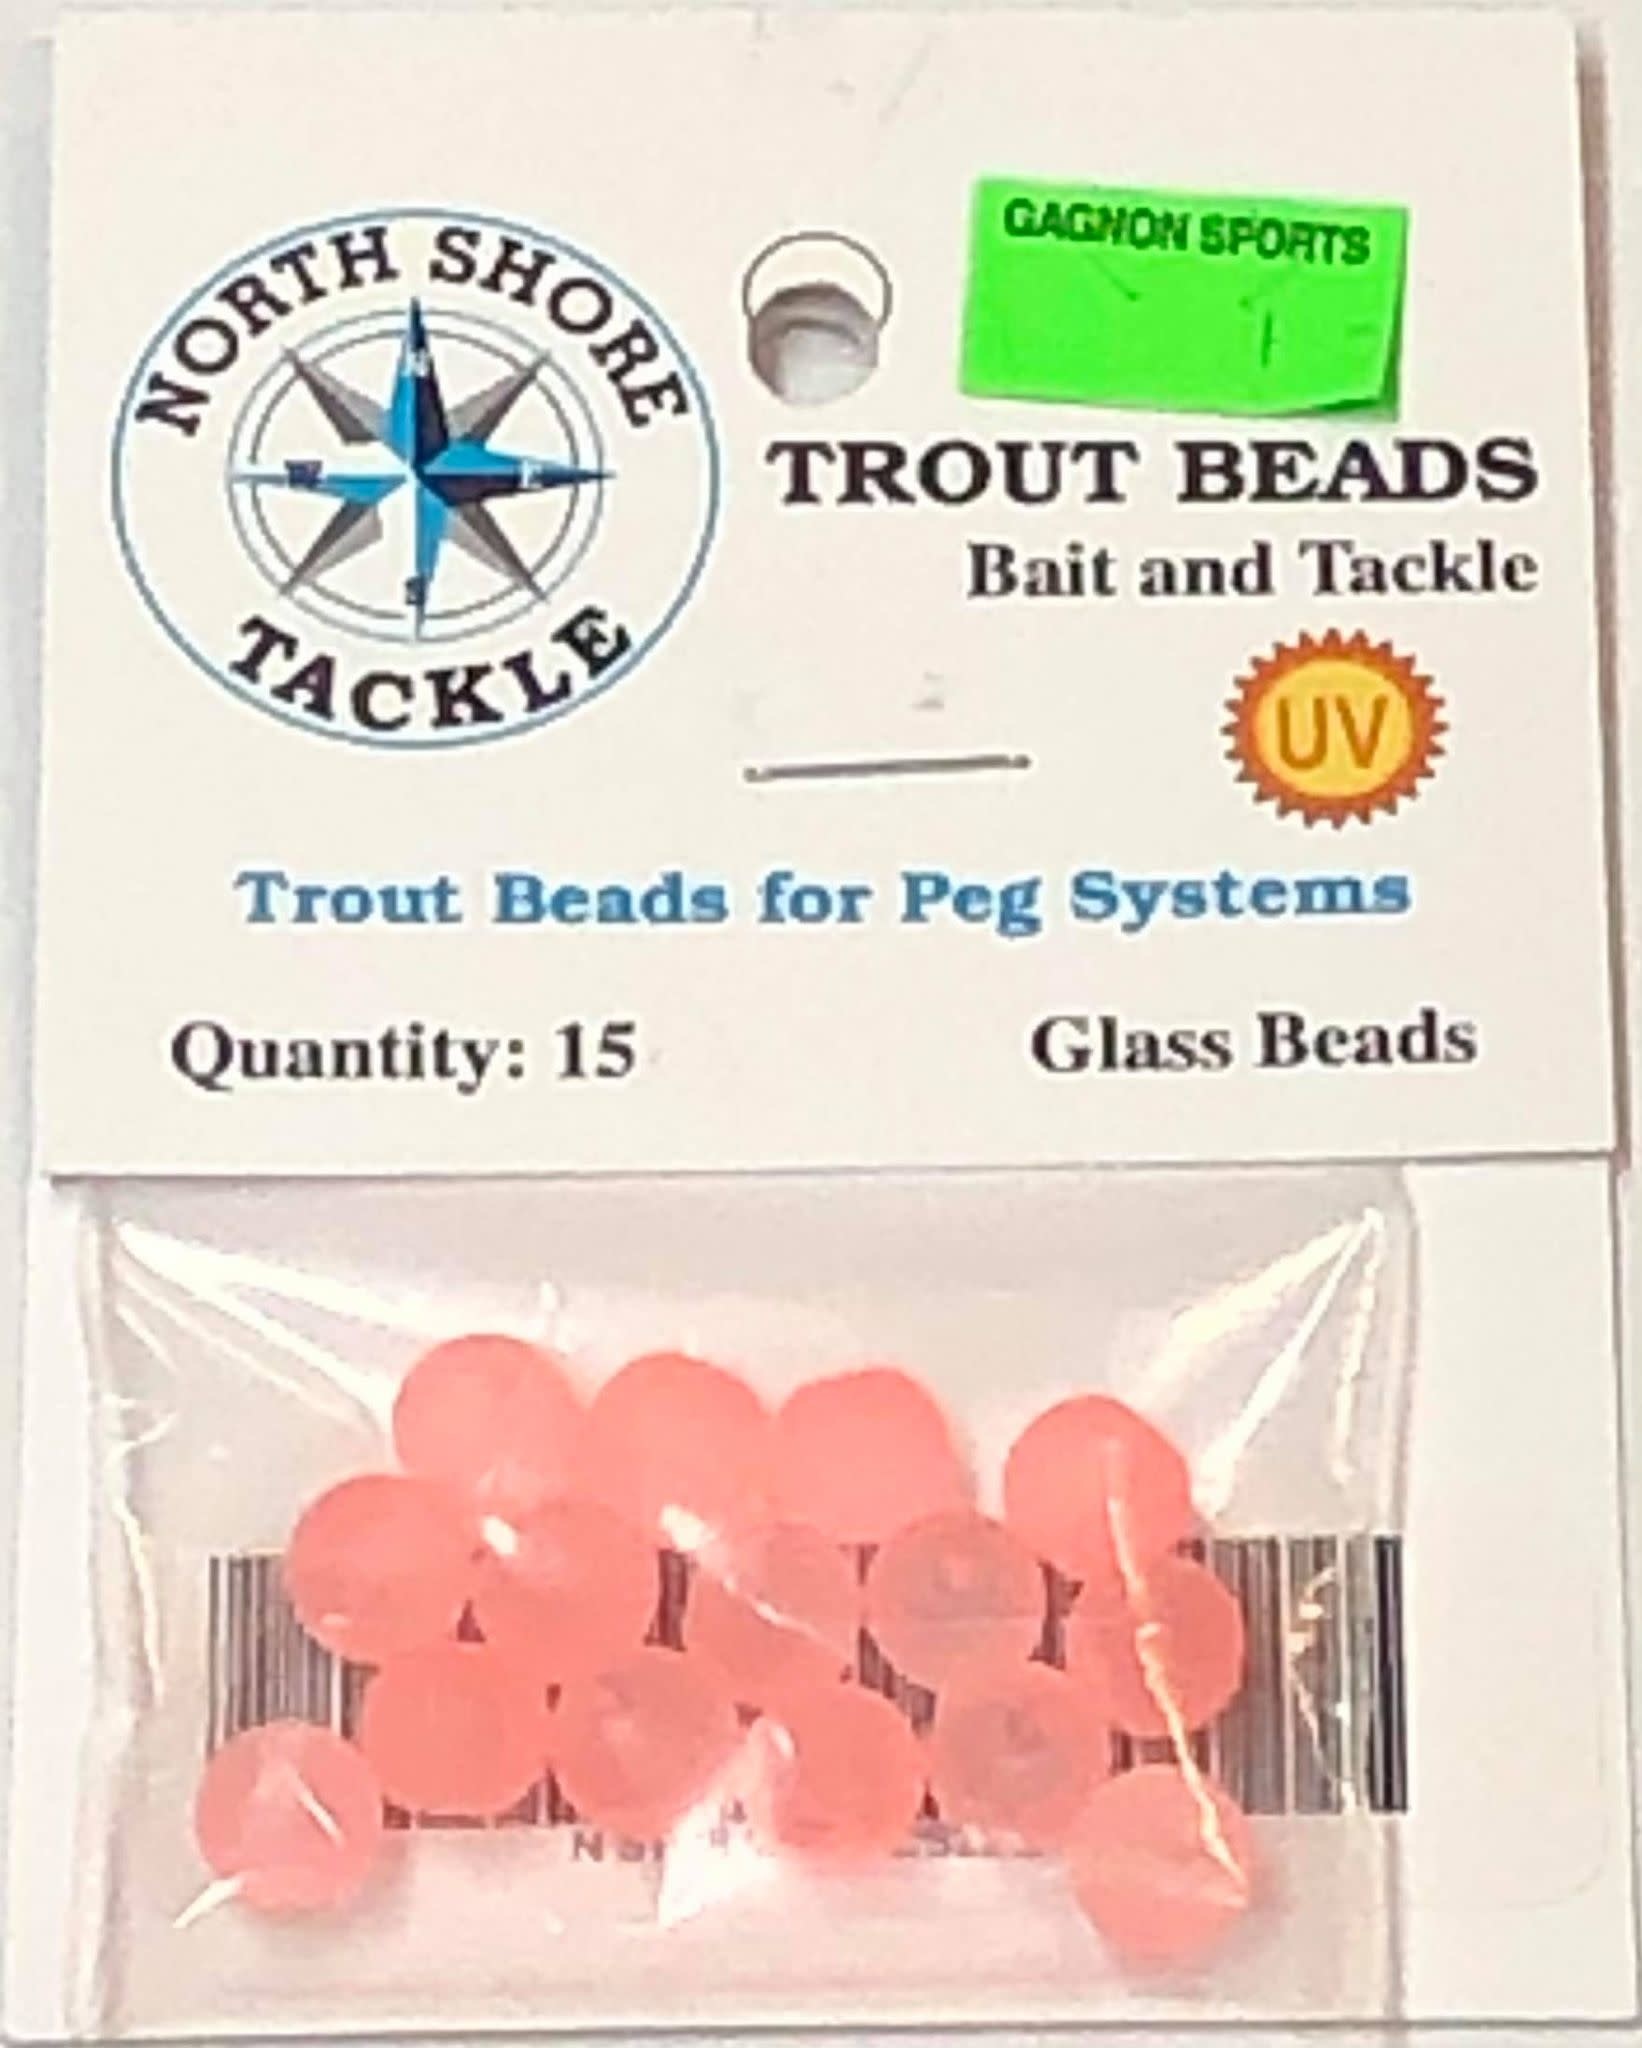 NORTH SHORE
TACKLE
N
E
S
W
GAGNON SPORTS
TROUT BEADS
Bait and Tackle
UV
Trout Beads for Peg Systems
Quantity: 15
Glass Beads